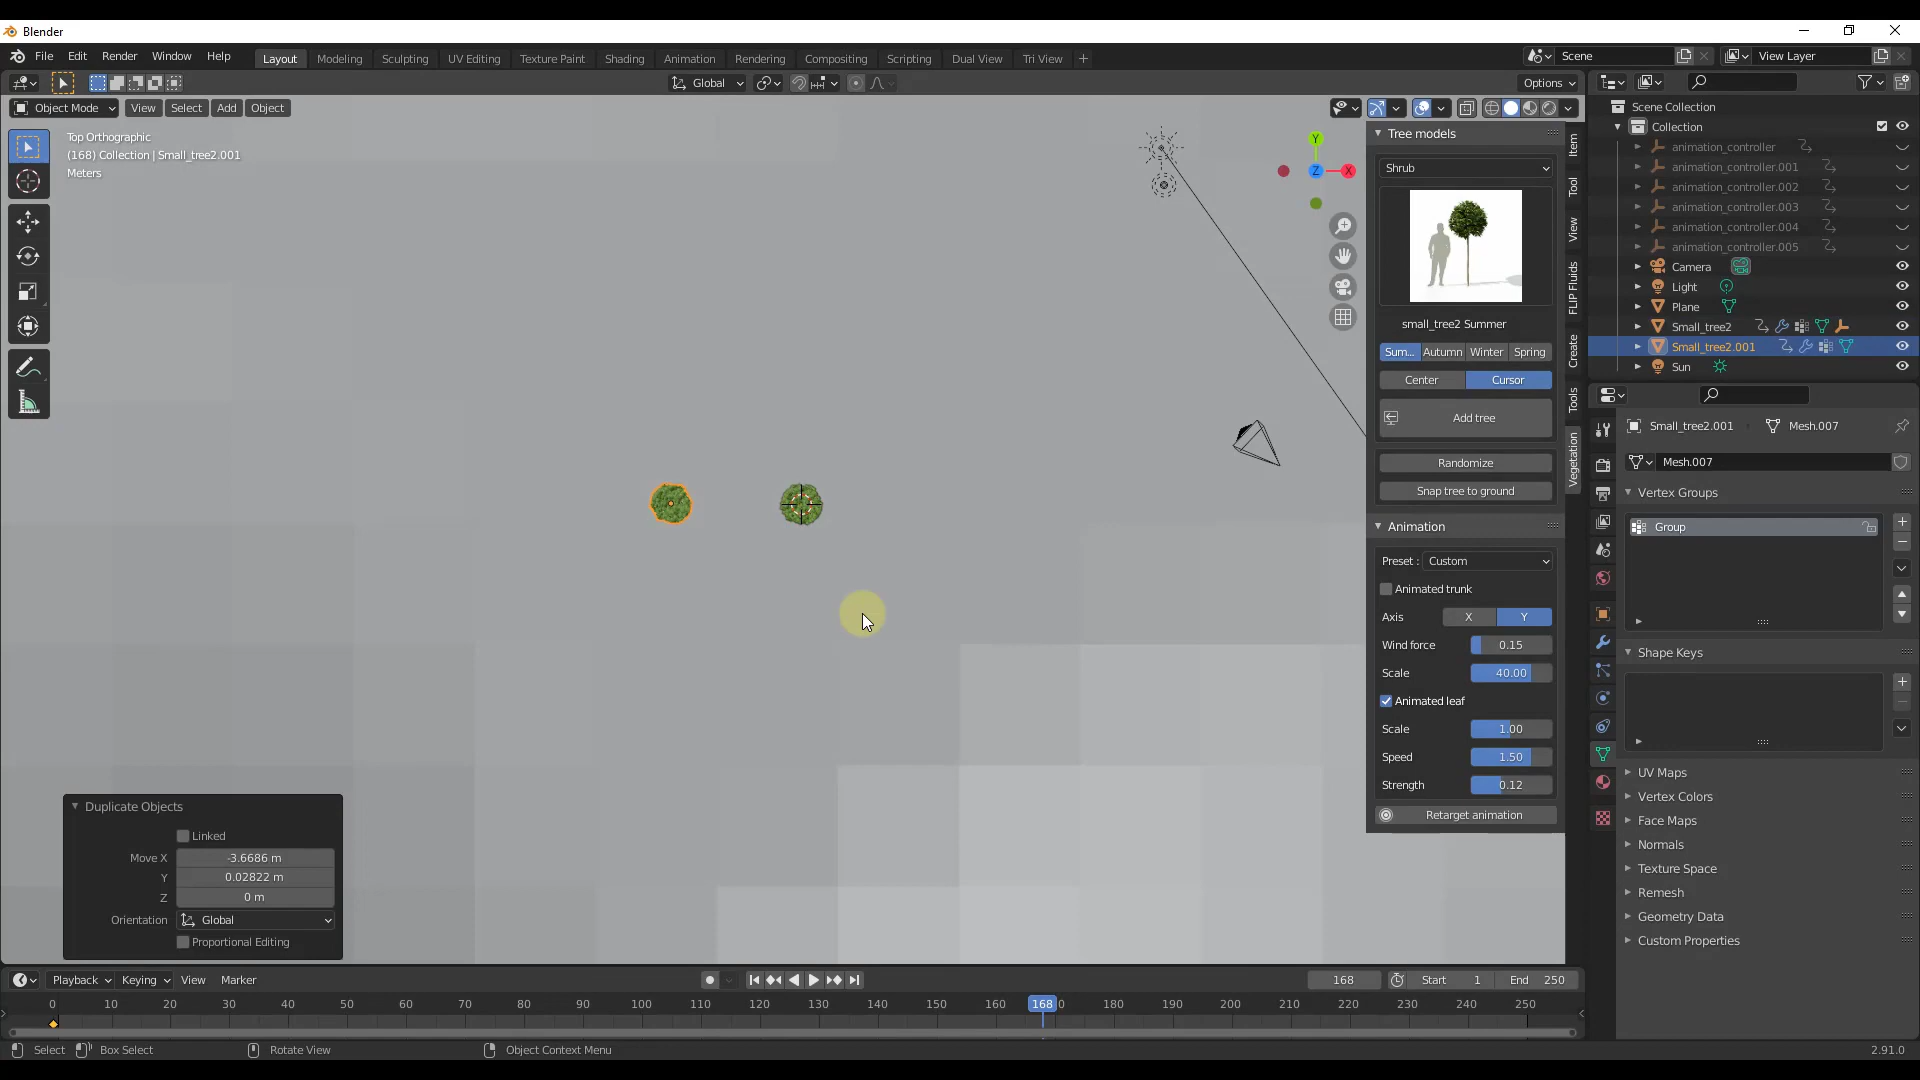 Blender
File Edit Render Window Help Layout Modeling Sculpting UV Editing Texture Paint Shading Animation Rendering Compositing Scripting Dual View Tri View + Scene View Layer
Global Options
Object Mode View Select Add Object
Top Orthographic
(168) Collection | Small_tree2.001
Meters
Y
Z
X
Tree models
Shrub
small_tree2 Summer
Sum... Autumn Winter Spring
Center Cursor
Add tree
Randomize
Snap tree to ground
Animation
Preset : Custom
Animated trunk
Axis X Y
Wind force 0.15
Scale 40.00
Animated leaf
Scale 1.00
Speed 1.50
Strength 0.12
Retarget animation
Item
Tool
View
FLIP Fluids
Create
Tools
Vegetation
Scene Collection
Collection
animation_controller
animation_controller.001
animation_controller.002
animation_controller.003
animation_controller.004
animation_controller.005
Camera
Light
Plane
Small_tree2
Small_tree2.001
Sun
Small_tree2.001 Mesh.007
Mesh.007
Vertex Groups
Group
Shape Keys
UV Maps
Vertex Colors
Face Maps
Normals
Texture Space
Remesh
Geometry Data
Custom Properties
Duplicate Objects
Linked
Move X -3.6686 m
Y 0.02822 m
Z 0 m
Orientation Global
Proportional Editing
Playback Keying View Marker 168 Start 1 End 250
0 10 20 30 40 50 60 70 80 90 100 110 120 130 140 150 160 168 0 180 190 200 210 220 230 240 250
Select Box Select Rotate View Object Context Menu 2.91.0